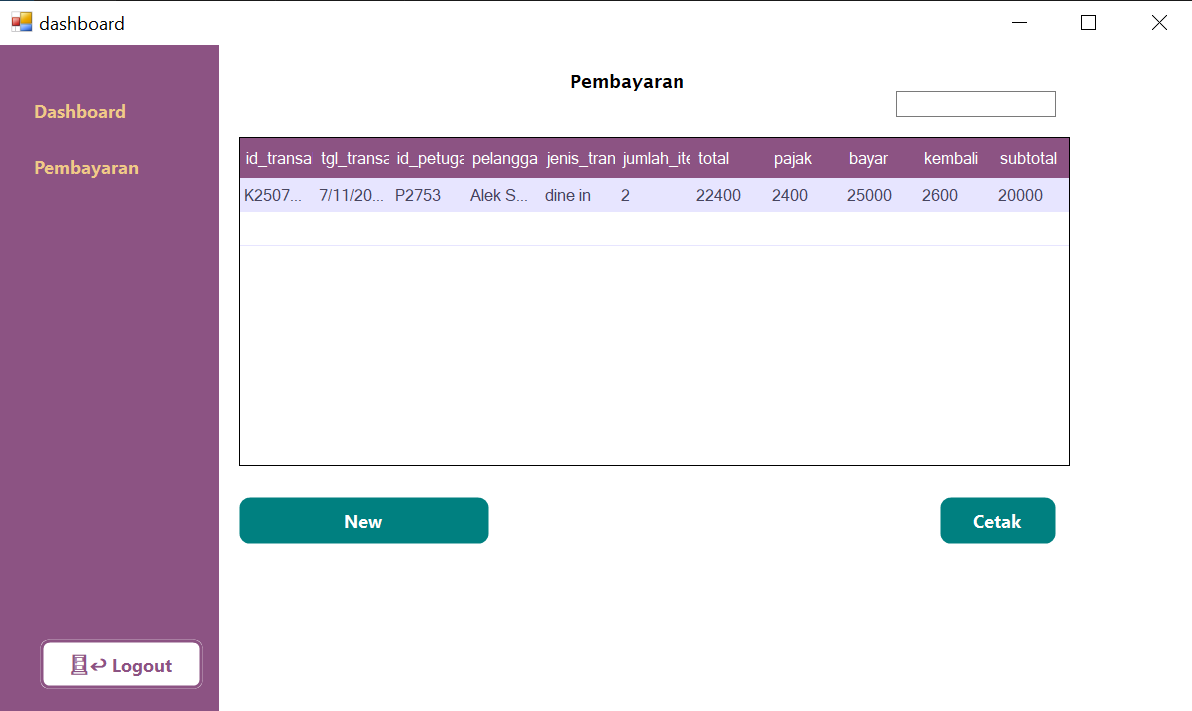 dashboard
Dashboard
Pembayaran
Pembayaran
id_transa tgl_transa id_petuga pelangga jenis_tran jumlah_ite total pajak bayar kembali subtotal
K2507... 7/11/20... P2753 Alek S... dine in 2 22400 2400 25000 2600 20000
New
Cetak
Logout